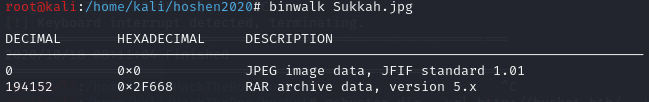 root@kali:/home/kali/hoshen2020# binwalk Sukkah.jpg
DECIMAL HEXADECIMAL DESCRIPTION
0 0x0 JPEG image data, JFIF standard 1.01
194152 0x2F668 RAR archive data, version 5.x